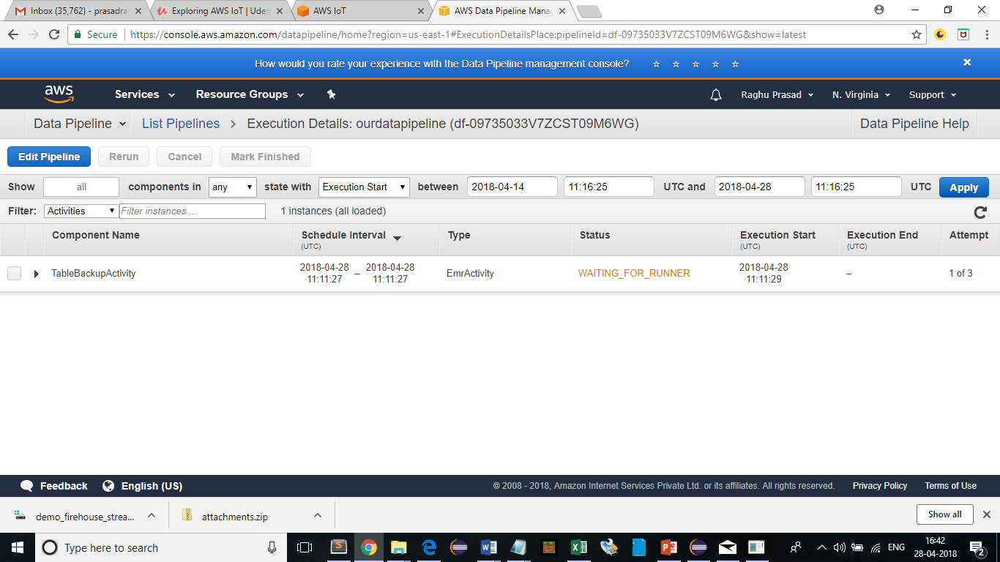 Inbox (35,762) - prasadra
Exploring AWS IoT | Uden
AWS IoT
AWS Data Pipeline Mana
Secure
https://console.aws.amazon.com/datapipeline/home?region=us-east-1#ExecutionDetailsPlace:pipelineId=df-09735033V7ZCST09M6WG&show=latest
How would you rate your experience with the Data Pipeline management console?
aws Services Resource Groups Raghu Prasad N. Virginia Support
Data Pipeline List Pipelines > Execution Details: ourdatapipeline (df-09735033V7ZCST09M6WG) Data Pipeline Help
Edit Pipeline Rerun Cancel Mark Finished
Show all components in any state with Execution Start between 2018-04-14 11:16:25 UTC and 2018-04-28 11:16:25 UTC Apply
Filter: Activities Filter instances ... 1 instances (all loaded)
Component Name Schedule Interval Type Status Execution Start Execution End Attempt
(UTC) (UTC) (UTC)
TableBackupActivity 2018-04-28 11:11:27 – 2018-04-28 11:11:27 EmrActivity WAITING_FOR_RUNNER 2018-04-28 11:11:29 – 1 of 3
Feedback English (US) © 2008 - 2018, Amazon Internet Services Private Ltd. or its affiliates. All rights reserved. Privacy Policy Terms of Use
demo_firehouse_strea... attachments.zip Show all
Type here to search ENG 16:42
28-04-2018 2